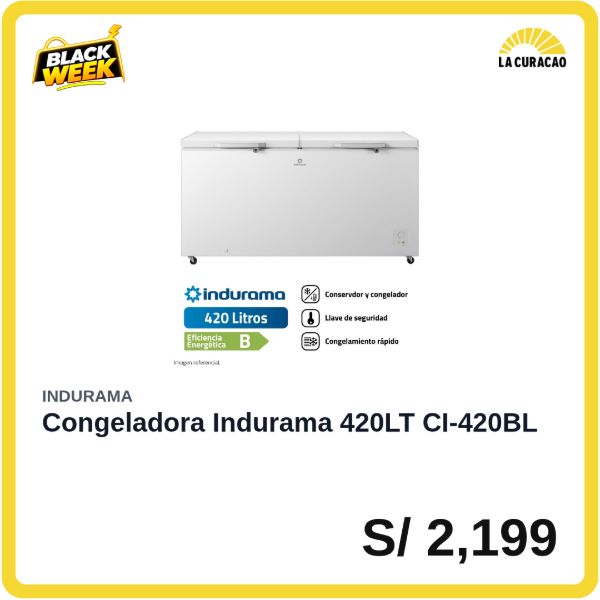 BLACK
WEEK
LA CURACAO
indurama
420 Litros
Eficiencia
Energética
B
Conservdor y congelador
Llave de seguridad
Congelamiento rápido
Imagen referencial.
INDURAMA
Congeladora Indurama 420LT CI-420BL
S/ 2,199